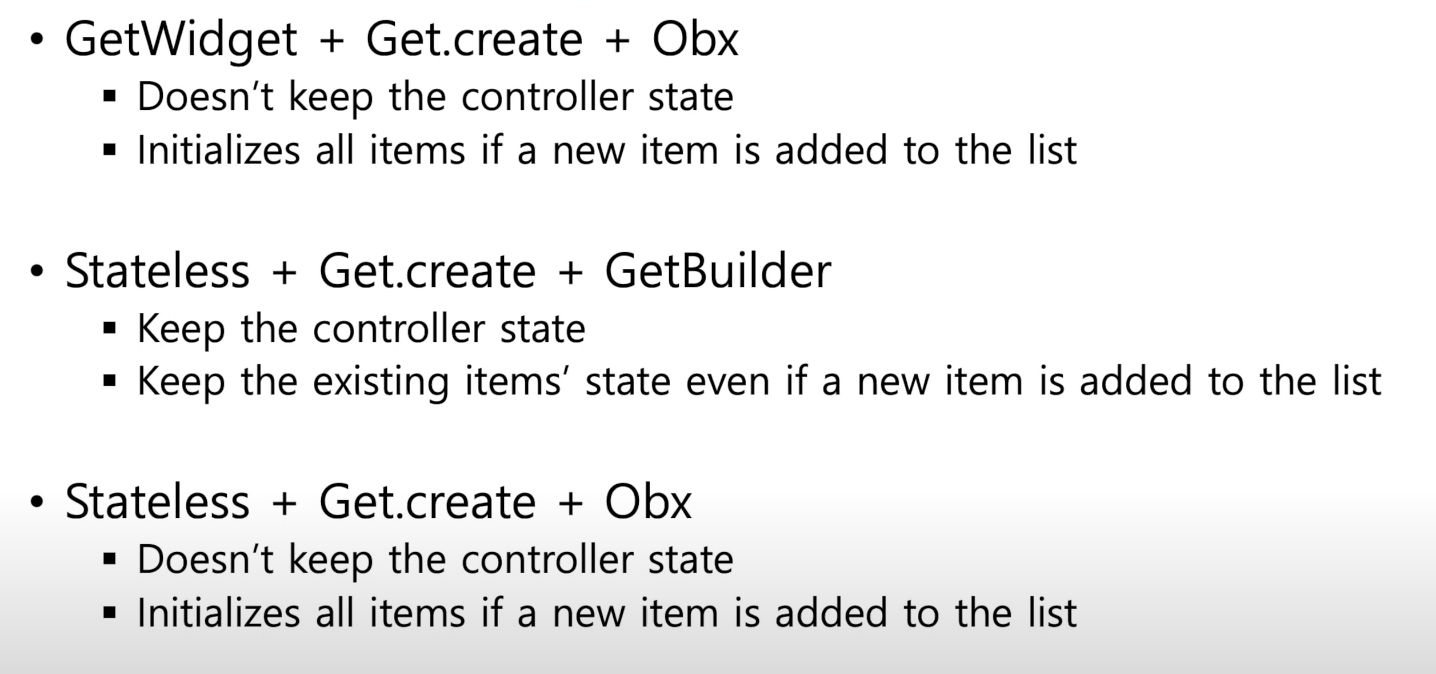 • GetWidget + Get.create + Obx
▪ Doesn’t keep the controller state
▪ Initializes all items if a new item is added to the list
• Stateless + Get.create + GetBuilder
▪ Keep the controller state
▪ Keep the existing items’ state even if a new item is added to the list
• Stateless + Get.create + Obx
▪ Doesn’t keep the controller state
▪ Initializes all items if a new item is added to the list